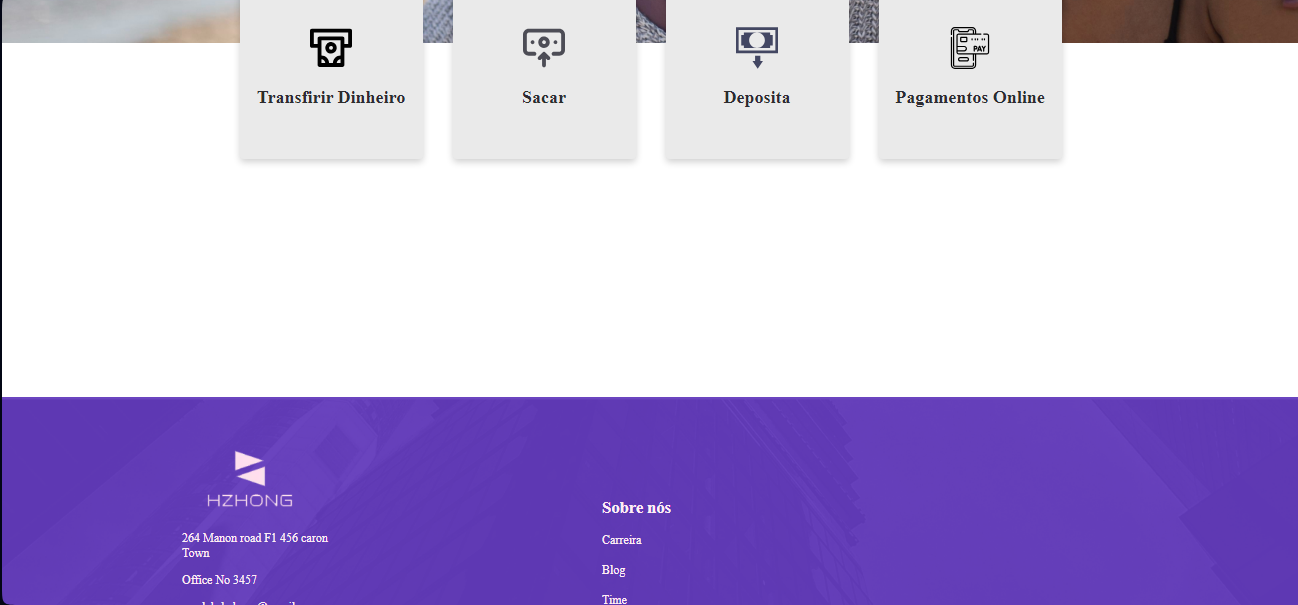 Transfirir Dinheiro
Sacar
Deposita
PAY
Pagamentos Online
HZHONG
264 Manon road F1 456 caron
Town
Office No 3457
Sobre nós
Carreira
Blog
Time